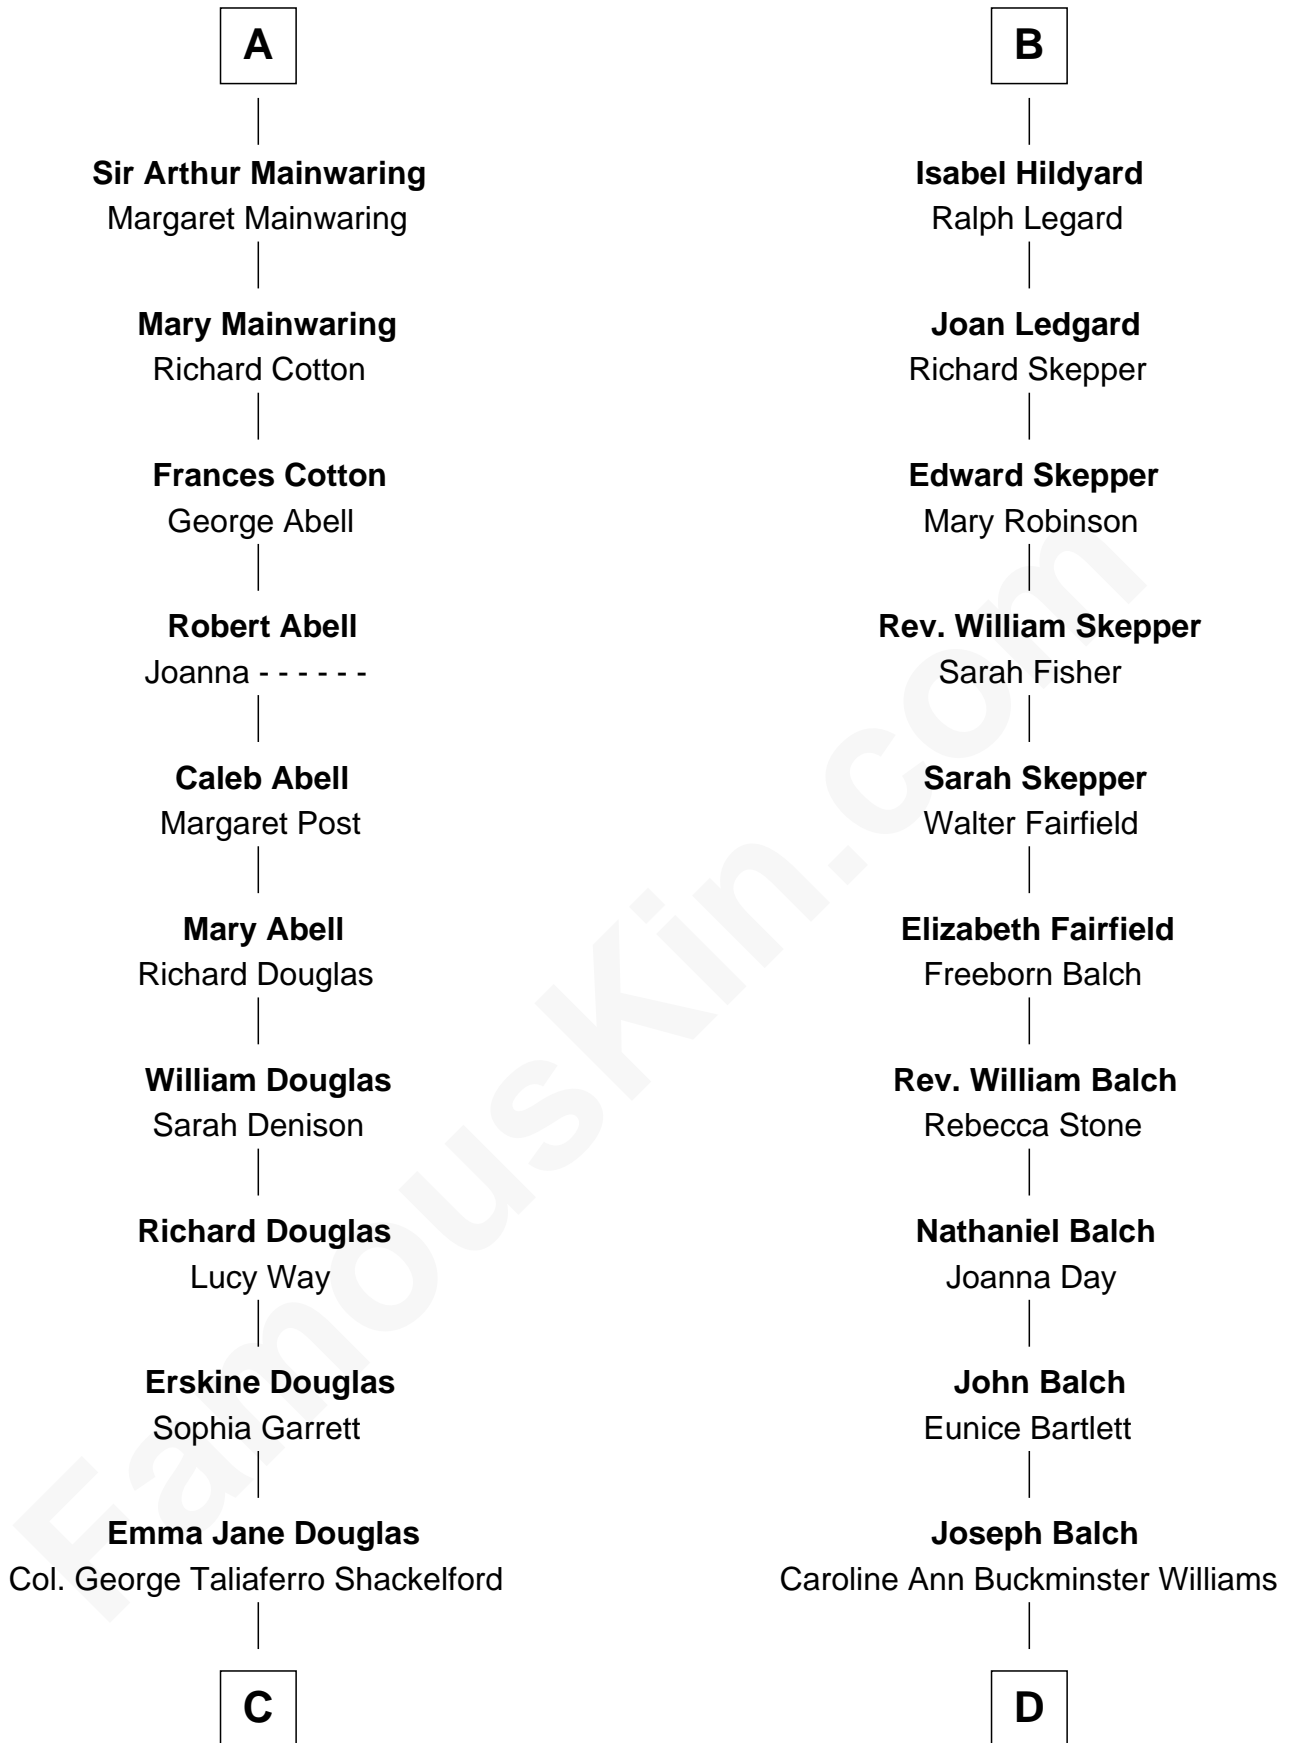 A
Sir Arthur Mainwaring
Margaret Mainwaring
Mary Mainwaring
Richard Cotton
Frances Cotton
George Abell
Robert Abell
Joanna - - - - - -
Caleb Abell
Margaret Post
Mary Abell
Richard Douglas
William Douglas
Sarah Denison
Richard Douglas
Lucy Way
Erskine Douglas
Sophia Garrett
Emma Jane Douglas
Col. George Taliaferro Shackelford
C
B
Isabel Hildyard
Ralph Legard
Joan Ledgard
Richard Skepper
Edward Skepper
Mary Robinson
Rev. William Skepper
Sarah Fisher
Sarah Skepper
Walter Fairfield
Elizabeth Fairfield
Freeborn Balch
Rev. William Balch
Rebecca Stone
Nathaniel Balch
Joanna Day
John Balch
Eunice Bartlett
Joseph Balch
Caroline Ann Buckminster Williams
D
FamousKin.com